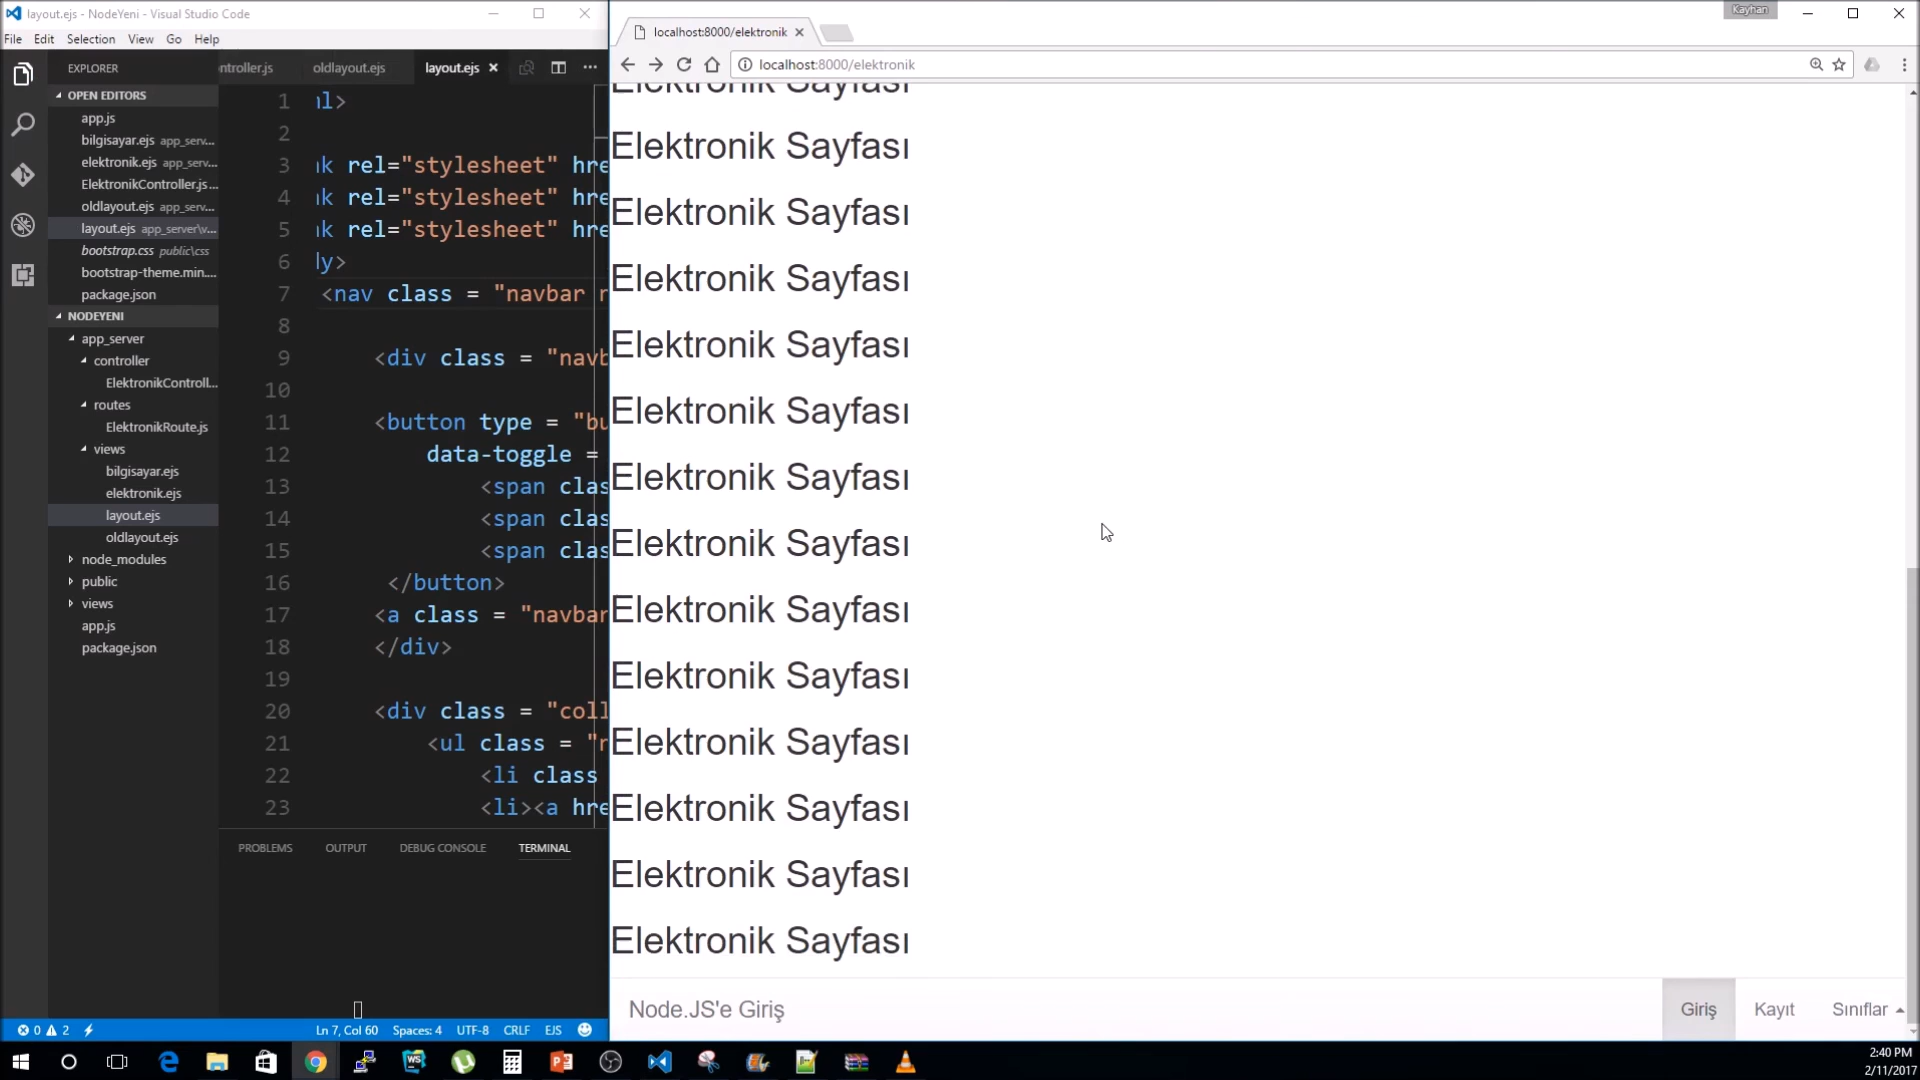 layout.ejs - NodeYeni - Visual Studio Code
File Edit Selection View Go Help
EXPLORER
OPEN EDITORS
app.js
bilgisayar.ejs app_serv...
elektronik.ejs app_serv...
ElektronikController.js...
oldlayout.ejs app_serv...
layout.ejs app_server\v...
bootstrap.css public\css
bootstrap-theme.min....
package.json
NODEYENI
app_server
controller
ElektronikControll...
routes
ElektronikRoute.js
views
bilgisayar.ejs
elektronik.ejs
layout.ejs
oldlayout.ejs
node_modules
public
views
app.js
package.json
ntroller.js oldlayout.ejs layout.ejs
1 nl>
2
3 nk rel="stylesheet" hre
4 nk rel="stylesheet" hre
5 nk rel="stylesheet" hre
6 dy>
7 <nav class = "navbar n
8
9 <div class = "navb
10
11 <button type = "bu
12 data-toggle =
13 <span clas
14 <span clas
15 <span clas
16 </button>
17 <a class = "navbar
18 </div>
19
20 <div class = "coll
21 <ul class = "n
22 <li class
23 <li><a hre
PROBLEMS OUTPUT DEBUG CONSOLE TERMINAL
0 2 Ln 7, Col 60 Spaces: 4 UTF-8 CRLF EJS
Kayhan
localhost:8000/elektronik
localhost:8000/elektronik
Elektronik Sayfası
Elektronik Sayfası
Elektronik Sayfası
Elektronik Sayfası
Elektronik Sayfası
Elektronik Sayfası
Elektronik Sayfası
Elektronik Sayfası
Elektronik Sayfası
Elektronik Sayfası
Elektronik Sayfası
Elektronik Sayfası
Elektronik Sayfası
Elektronik Sayfası
Node.JS'e Giriş Giriş Kayıt Sınıflar
2:40 PM
2/11/2017